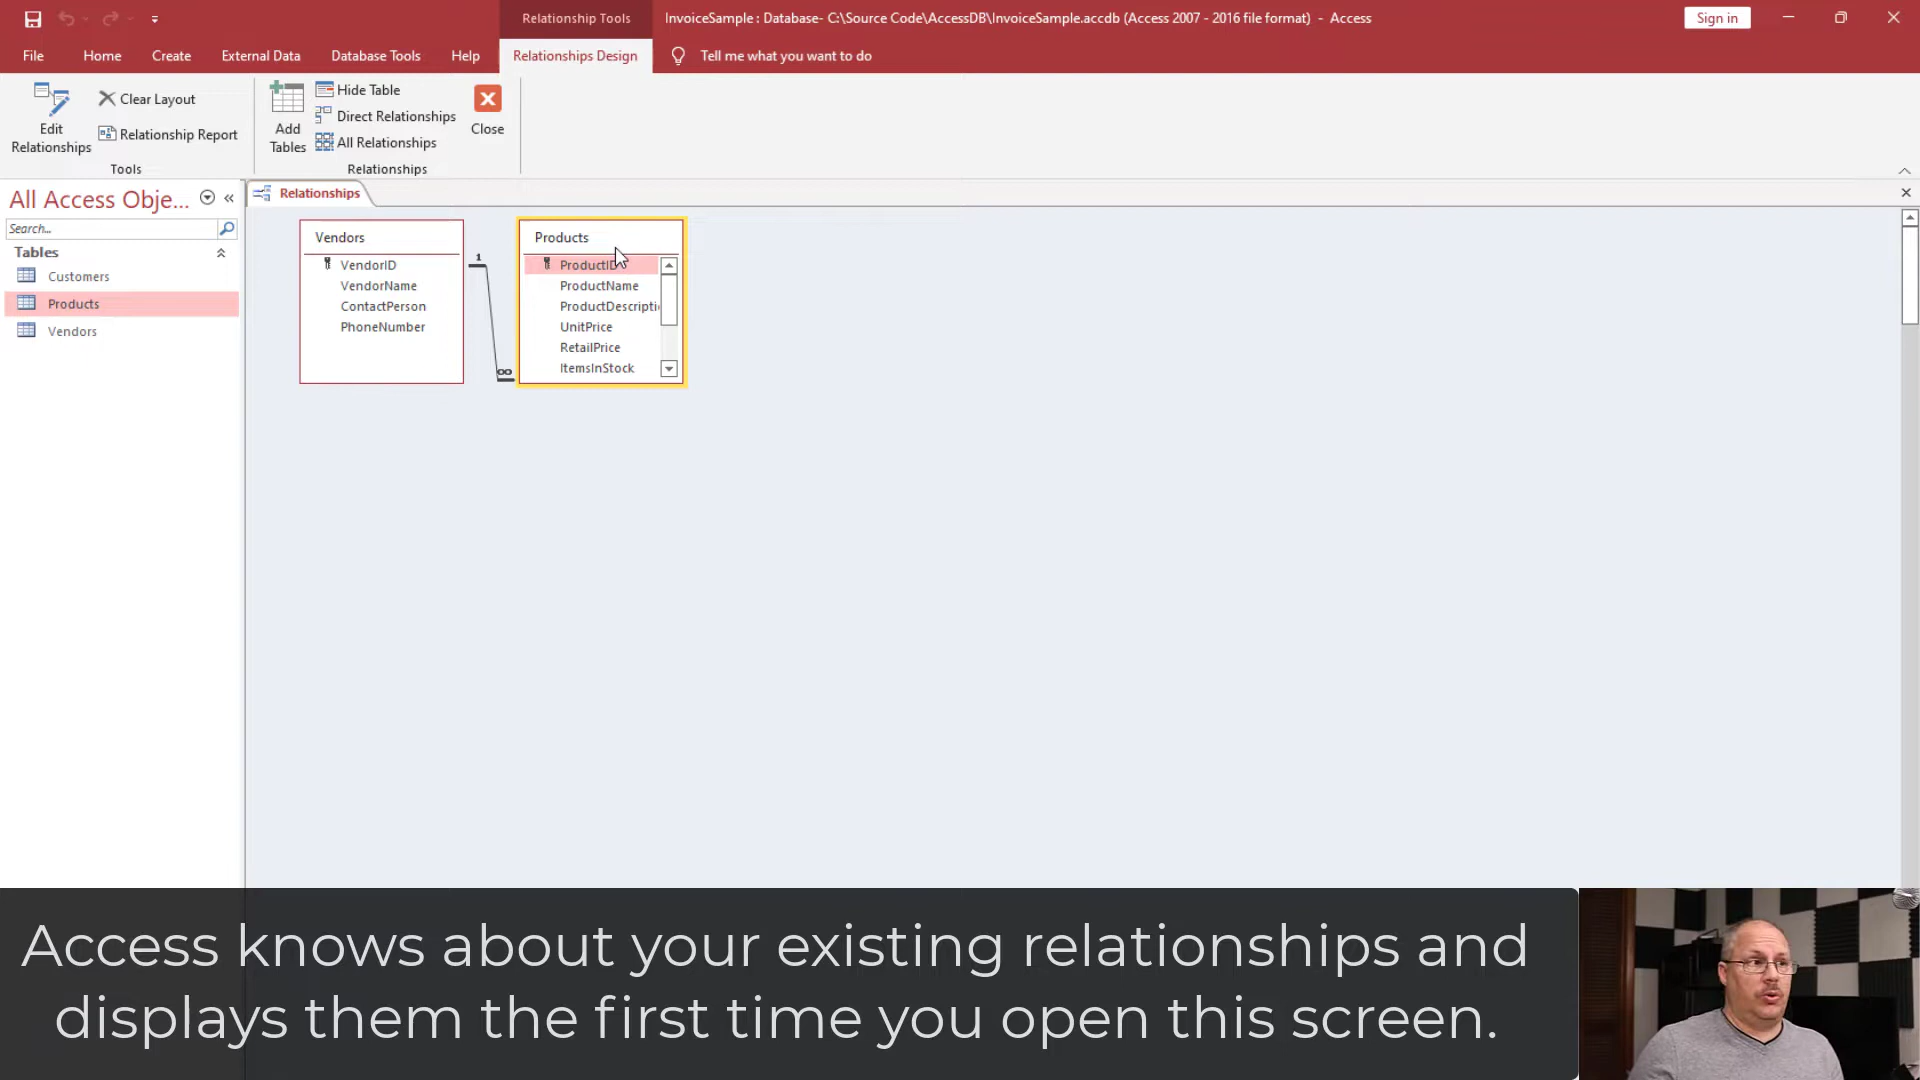 Relationship Tools
InvoiceSample : Database- C:\Source Code\AccessDB\InvoiceSample.accdb (Access 2007 - 2016 file format) - Access
Sign in
File
Home
Create
External Data
Database Tools
Help
Relationships Design
Tell me what you want to do
Edit
Relationships
Clear Layout
Relationship Report
Tools
Add
Tables
Hide Table
Direct Relationships
All Relationships
Close
Relationships
All Access Obje...
Search...
Tables
Customers
Products
Vendors
Relationships
Vendors
VendorID
VendorName
ContactPerson
PhoneNumber
1
∞
Products
ProductID
ProductName
ProductDescripti
UnitPrice
RetailPrice
ItemsInStock
Access knows about your existing relationships and
displays them the first time you open this screen.